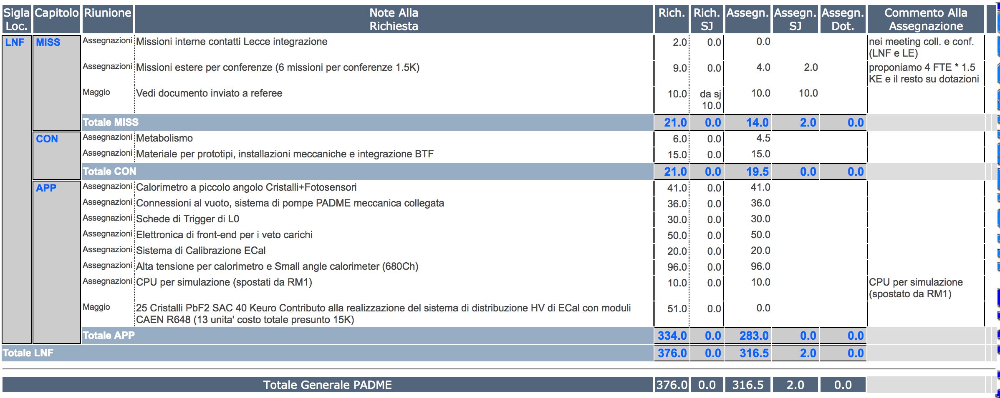 Sigla Loc. Capitolo Riunione Note Alla Richiesta Rich. Rich. SJ Assegn. Assegn. SJ Assegn. Dot. Commento Alla Assegnazione
LNF MISS Assegnazioni Missioni interne contatti Lecce integrazione 2.0 0.0 0.0 nei meeting coll. e conf.
(LNF e LE)
Assegnazioni Missioni estere per conferenze (6 missioni per conferenze 1.5K) 9.0 0.0 4.0 2.0 proponiamo 4 FTE * 1.5
KE e il resto su dotazioni
Maggio Vedi documento inviato a referee 10.0 da sj 10.0 10.0
10.0
Totale MISS 21.0 0.0 14.0 2.0 0.0
CON Assegnazioni Metabolismo 6.0 0.0 4.5
Assegnazioni Materiale per prototipi, installazioni meccaniche e integrazione BTF 15.0 0.0 15.0
Totale CON 21.0 0.0 19.5 0.0 0.0
APP Assegnazioni Calorimetro a piccolo angolo Cristalli+Fotosensori 41.0 0.0 41.0
Assegnazioni Connessioni al vuoto, sistema di pompe PADME meccanica collegata 36.0 0.0 36.0
Assegnazioni Schede di Trigger di L0 30.0 0.0 30.0
Assegnazioni Elettronica di front-end per i veto carichi 50.0 0.0 50.0
Assegnazioni Sistema di Calibrazione ECal 20.0 0.0 20.0
Assegnazioni Alta tensione per calorimetro e Small angle calorimeter (680Ch) 96.0 0.0 96.0
Assegnazioni CPU per simulazione (spostati da RM1) 10.0 0.0 10.0 CPU per simulazione
(spostato da RM1)
Maggio 25 Cristalli PbF2 SAC 40 Keuro Contributo alla realizzazione del sistema di distribuzione HV di ECal con moduli 51.0 0.0 0.0
CAEN R648 (13 unita' costo totale presunto 15K)
Totale APP 334.0 0.0 283.0 0.0 0.0
Totale LNF 376.0 0.0 316.5 2.0 0.0
Totale Generale PADME 376.0 0.0 316.5 2.0 0.0